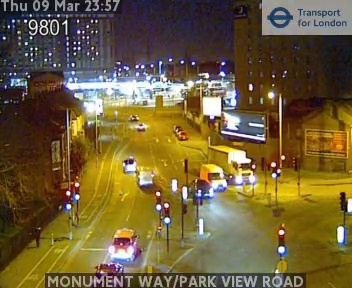 Thu 09 Mar 23:57
9801
Transport
for London
MONUMENT WAY/PARK VIEW ROAD